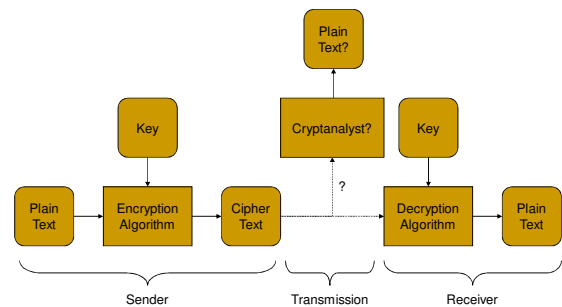 Plain
Text?
Key
Cryptanalyst?
Key
?
Plain
Text
Encryption
Algorithm
Cipher
Text
Decryption
Algorithm
Plain
Text
Sender
Transmission
Receiver